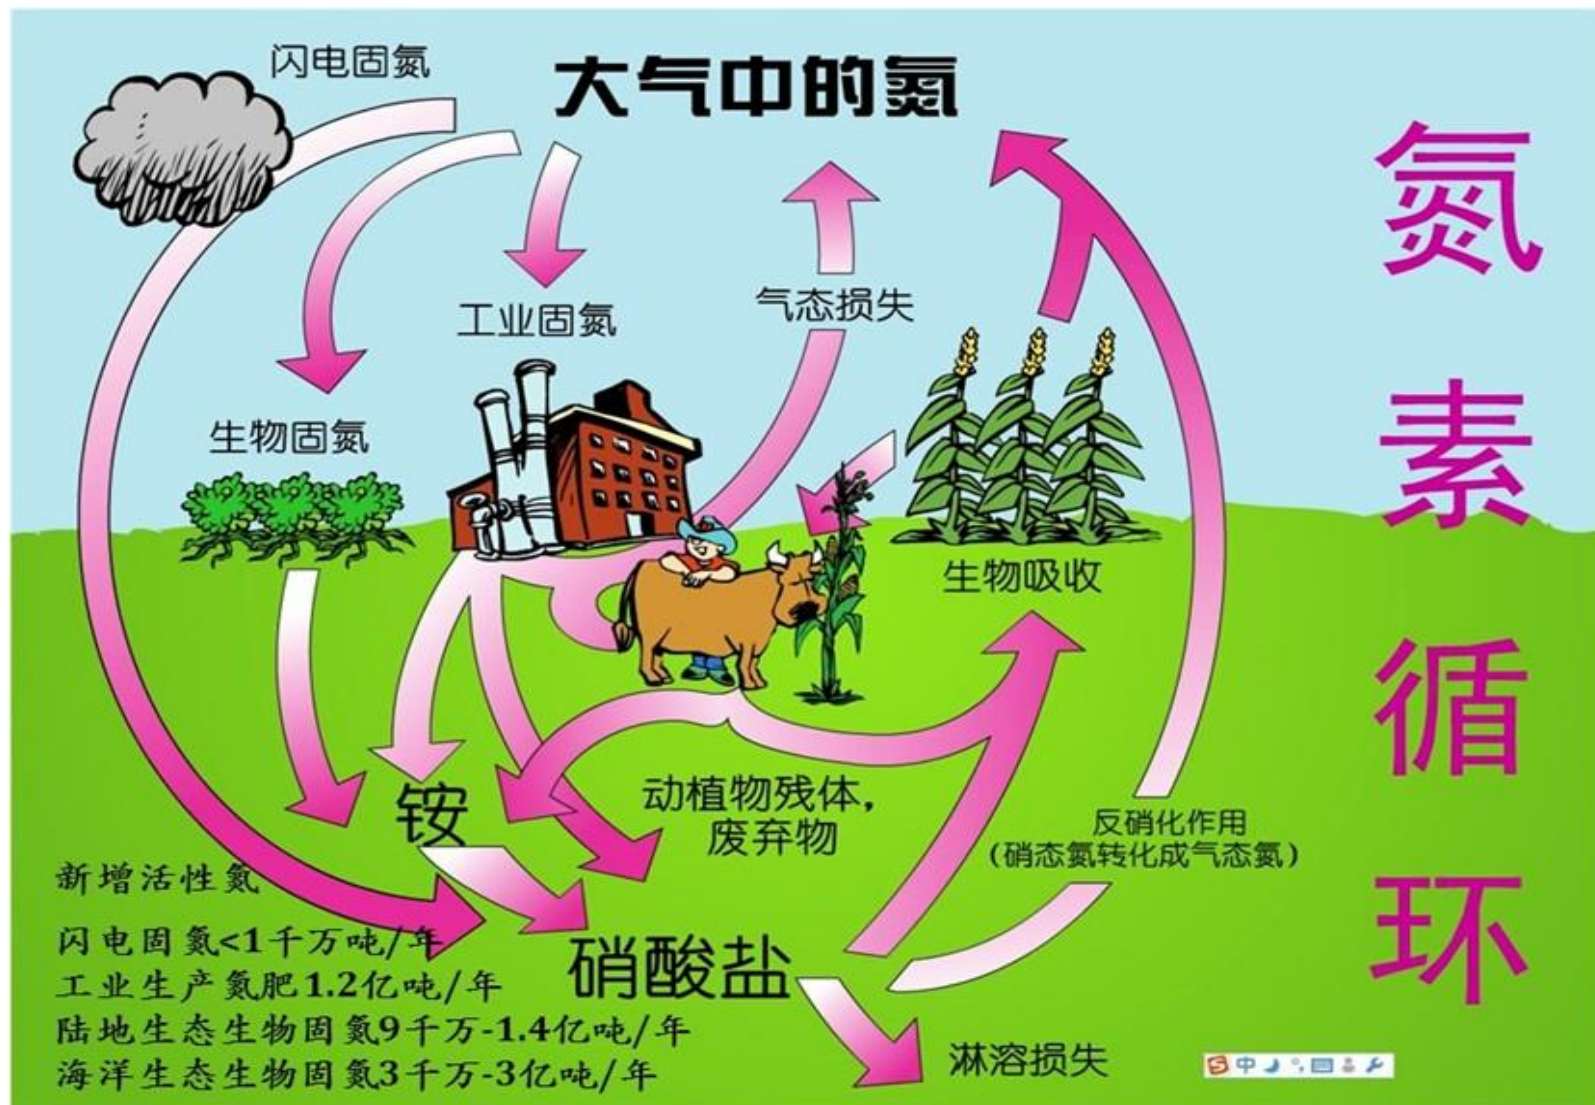 闪电固氮
大气中的氮
氮素循环
工业固氮
气态损失
生物固氮
生物吸收
铵
动植物残体，
废弃物
反硝化作用
（硝态氮转化成气态氮）
硝酸盐
淋溶损失
新增活性氮
闪电固氮<1千万吨/年
工业生产氮肥1.2亿吨/年
陆地生态生物固氮9千万-1.4亿吨/年
海洋生态生物固氮3千万-3亿吨/年
中